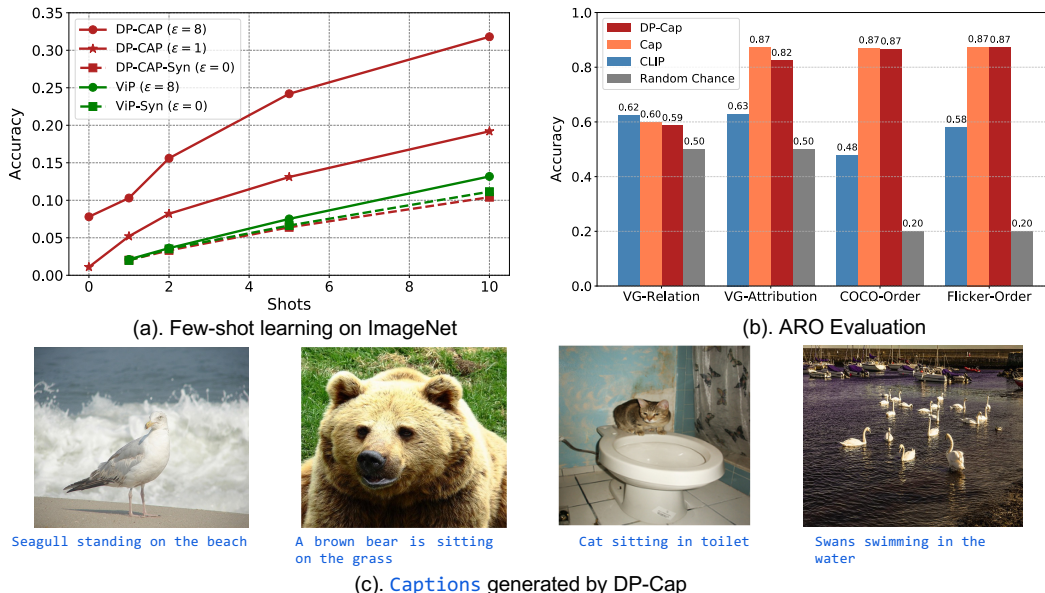 0.35
0.30
0.25
0.20
0.15
0.10
0.05
0.00
Accuracy
DP-CAP (ε = 8)
DP-CAP (ε = 1)
DP-CAP-Syn (ε = 0)
ViP (ε = 8)
ViP-Syn (ε = 0)
0 2 4 6 8 10
Shots
(a). Few-shot learning on ImageNet
1.0
0.8
0.6
0.4
0.2
0.0
Accuracy
DP-Cap
Cap
CLIP
Random Chance
0.62 0.60 0.59 0.50
0.63 0.87 0.82 0.50
0.48 0.87 0.87 0.20
0.58 0.87 0.87 0.20
VG-Relation VG-Attribution COCO-Order Flicker-Order
(b). ARO Evaluation
Seagull standing on the beach
A brown bear is sitting
on the grass
Cat sitting in toilet
Swans swimming in the
water
(c). Captions generated by DP-Cap